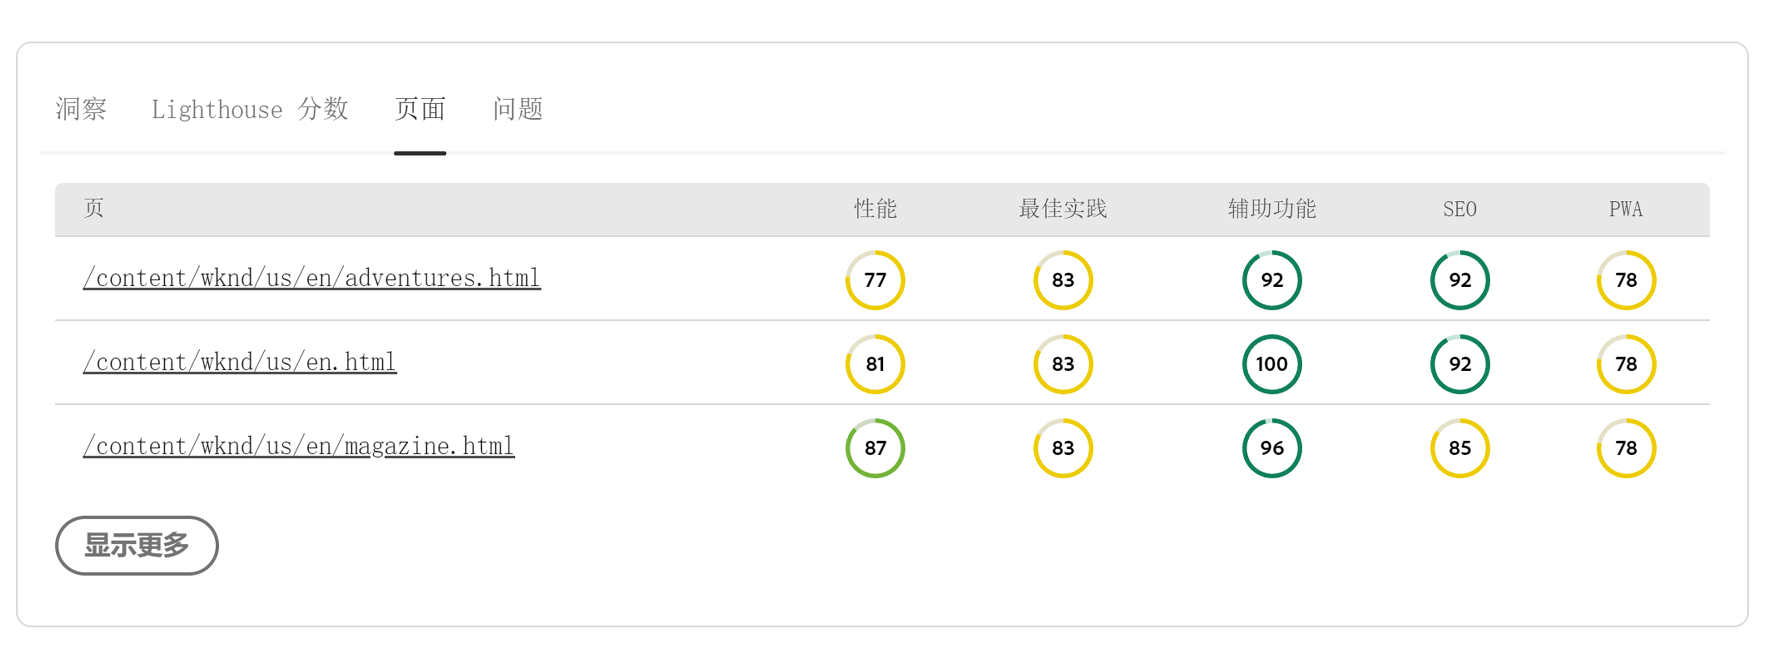 洞察 Lighthouse 分数 页面 问题
页 性能 最佳实践 辅助功能 SEO PWA
/content/wknd/us/en/adventures.html 77 83 92 92 78
/content/wknd/us/en.html 81 83 100 92 78
/content/wknd/us/en/magazine.html 87 83 96 85 78
显示更多